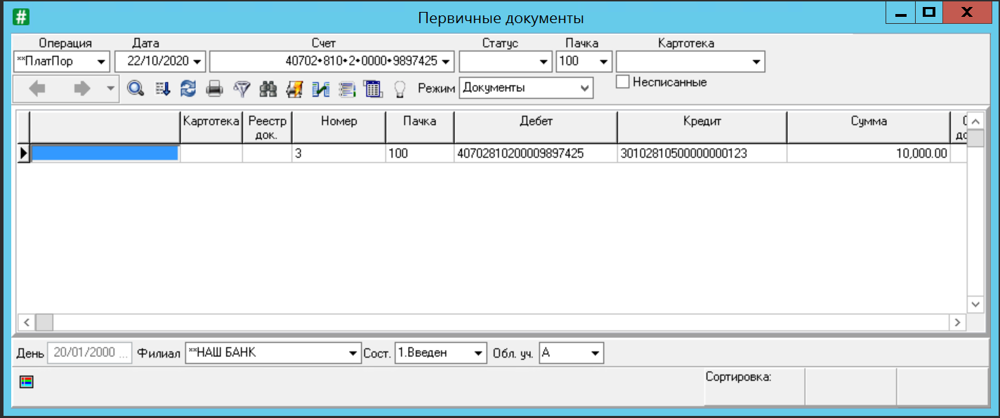 Первичные документы
Операция Дата Счет Статус Пачка Картотека
**ПлатПор 22/10/2020 40702•810•2•0000•9897425 100
Режим Документы Несписанные
Картотека Реестр док. Номер Пачка Дебет Кредит Сумма
3 100 40702810200009897425 30102810500000000123 10,000.00
День 20/01/2000 ... Филиал **НАШ БАНК Сост. 1.Введен Обл. уч. А
Сортировка: